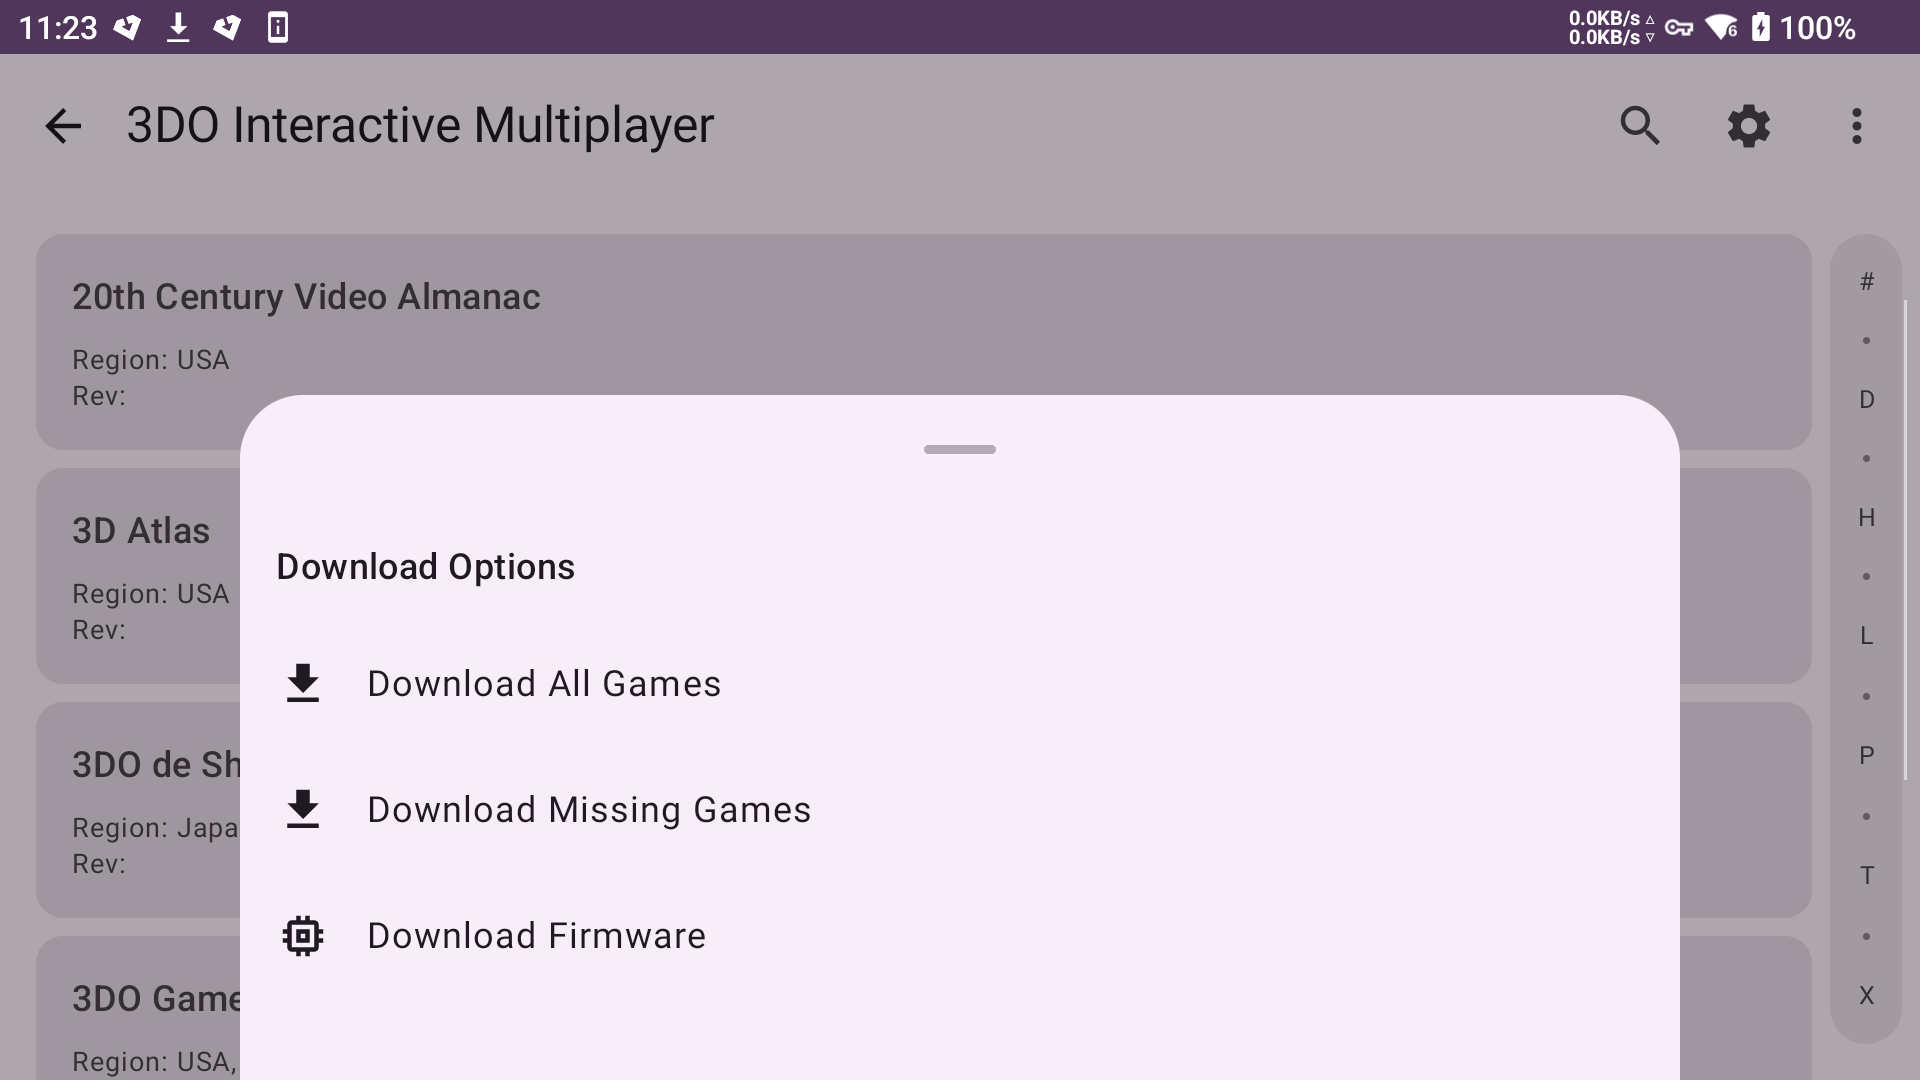 11:23
0.0KB/s
0.0KB/s
6
100%
3DO Interactive Multiplayer
20th Century Video Almanac
Region: USA
Rev:
3D Atlas
Region: USA
Rev:
3DO de Sh
Region: Japa
Rev:
3DO Game
Region: USA,
Download Options
Download All Games
Download Missing Games
Download Firmware
#
•
D
•
H
•
L
•
P
•
T
•
X